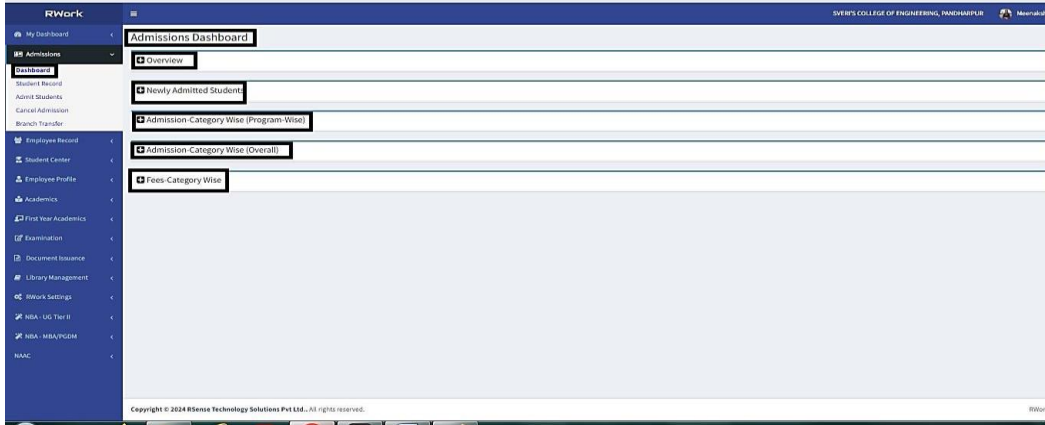 RWork
SVERI'S COLLEGE OF ENGINEERING, PANDHARPUR
My Dashboard
Admissions
Dashboard
Student Record
Admit Students
Cancel Admission
Branch Transfer
Employee Record
Student Center
Employee Profile
Academics
First Year Academics
Examination
Document Issuance
Library Management
RWork Settings
NBA - UG Tier II
NBA - MBA/PGDM
NAAC
Admissions Dashboard
Overview
Newly Admitted Students
Admission-Category Wise (Program-Wise)
Admission-Category Wise (Overall)
Fees-Category Wise
Copyright © 2024 RSense Technology Solutions Pvt Ltd.. All rights reserved.